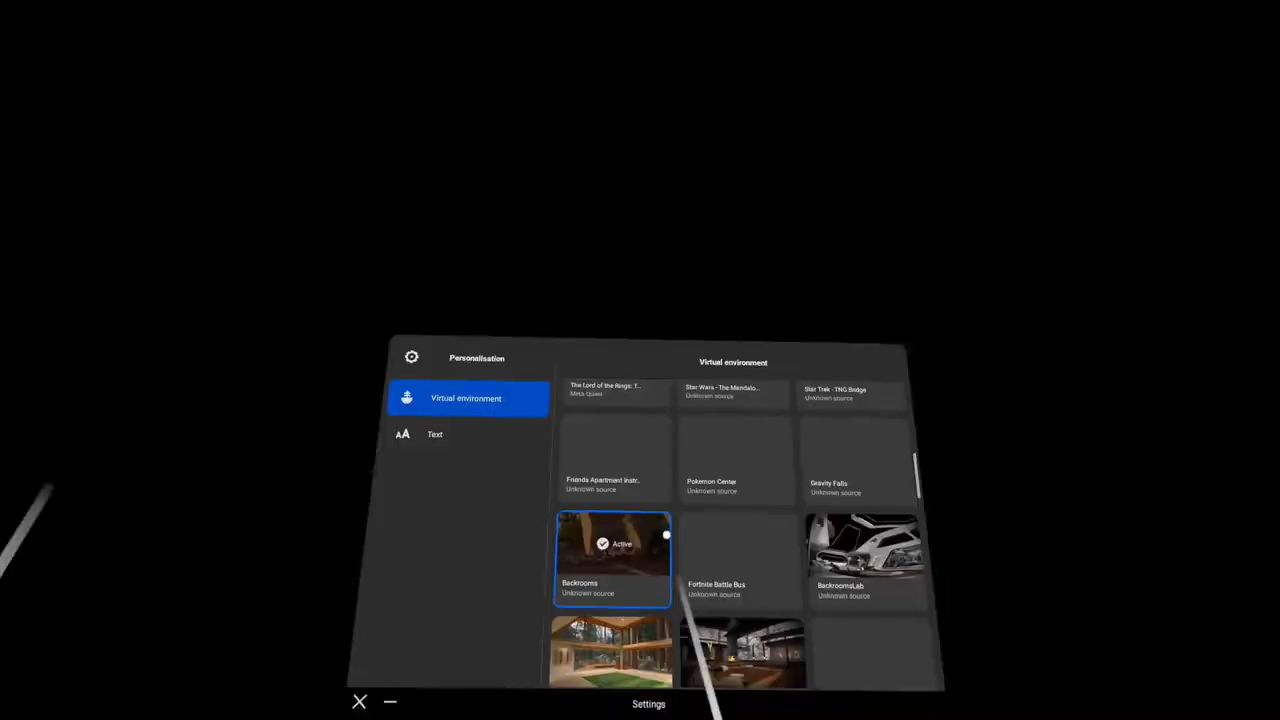 Personalisation
Virtual environment
Virtual environment
Text
The Lord of the Rings: T...
Meta Quest
Star Wars - The Mandalo...
Unknown source
Star Trek - TNG Bridge
Unknown source
Friends Apartment Instr...
Unknown source
Pokemon Center
Unknown source
Gravity Falls
Unknown source
Active
Backrooms
Unknown source
Fortnite Battle Bus
Unknown source
BackroomsLab
Unknown source
Settings